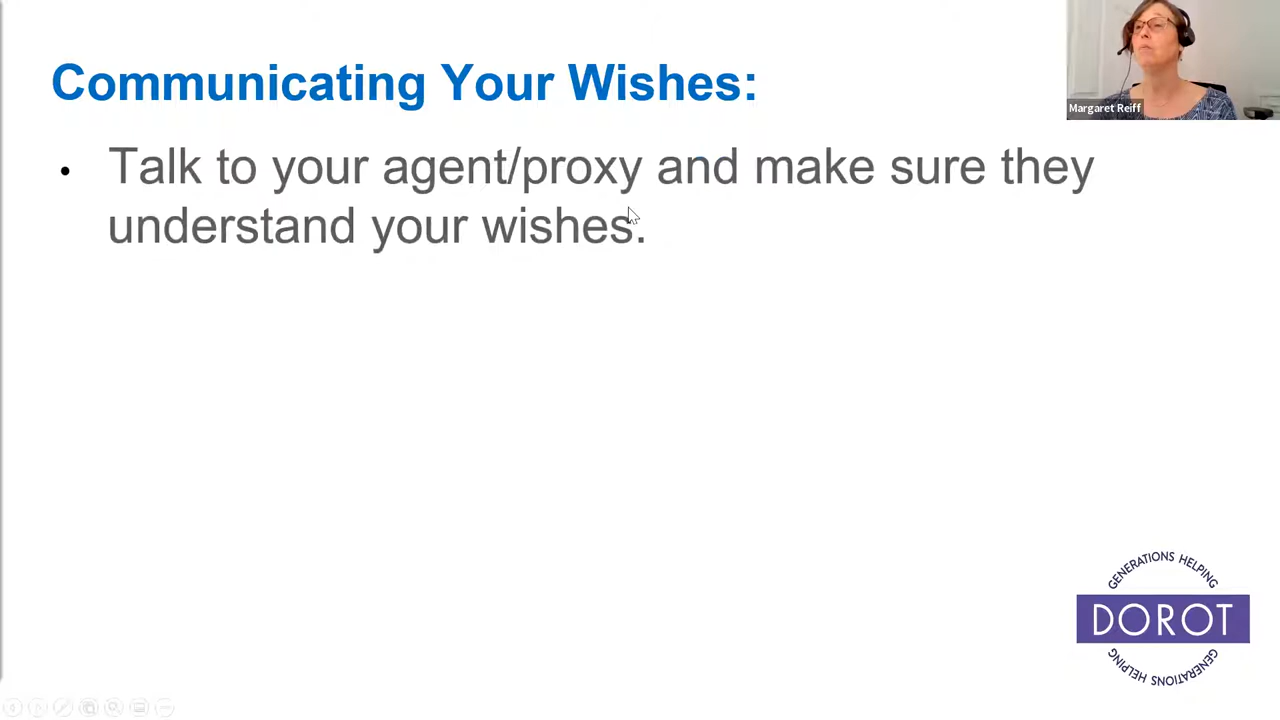 Communicating Your Wishes:
Margaret Reiff
• Talk to your agent/proxy and make sure they
understand your wishes.
GENERATIONS HELPING
DOROT
GENERATIONS HELPING